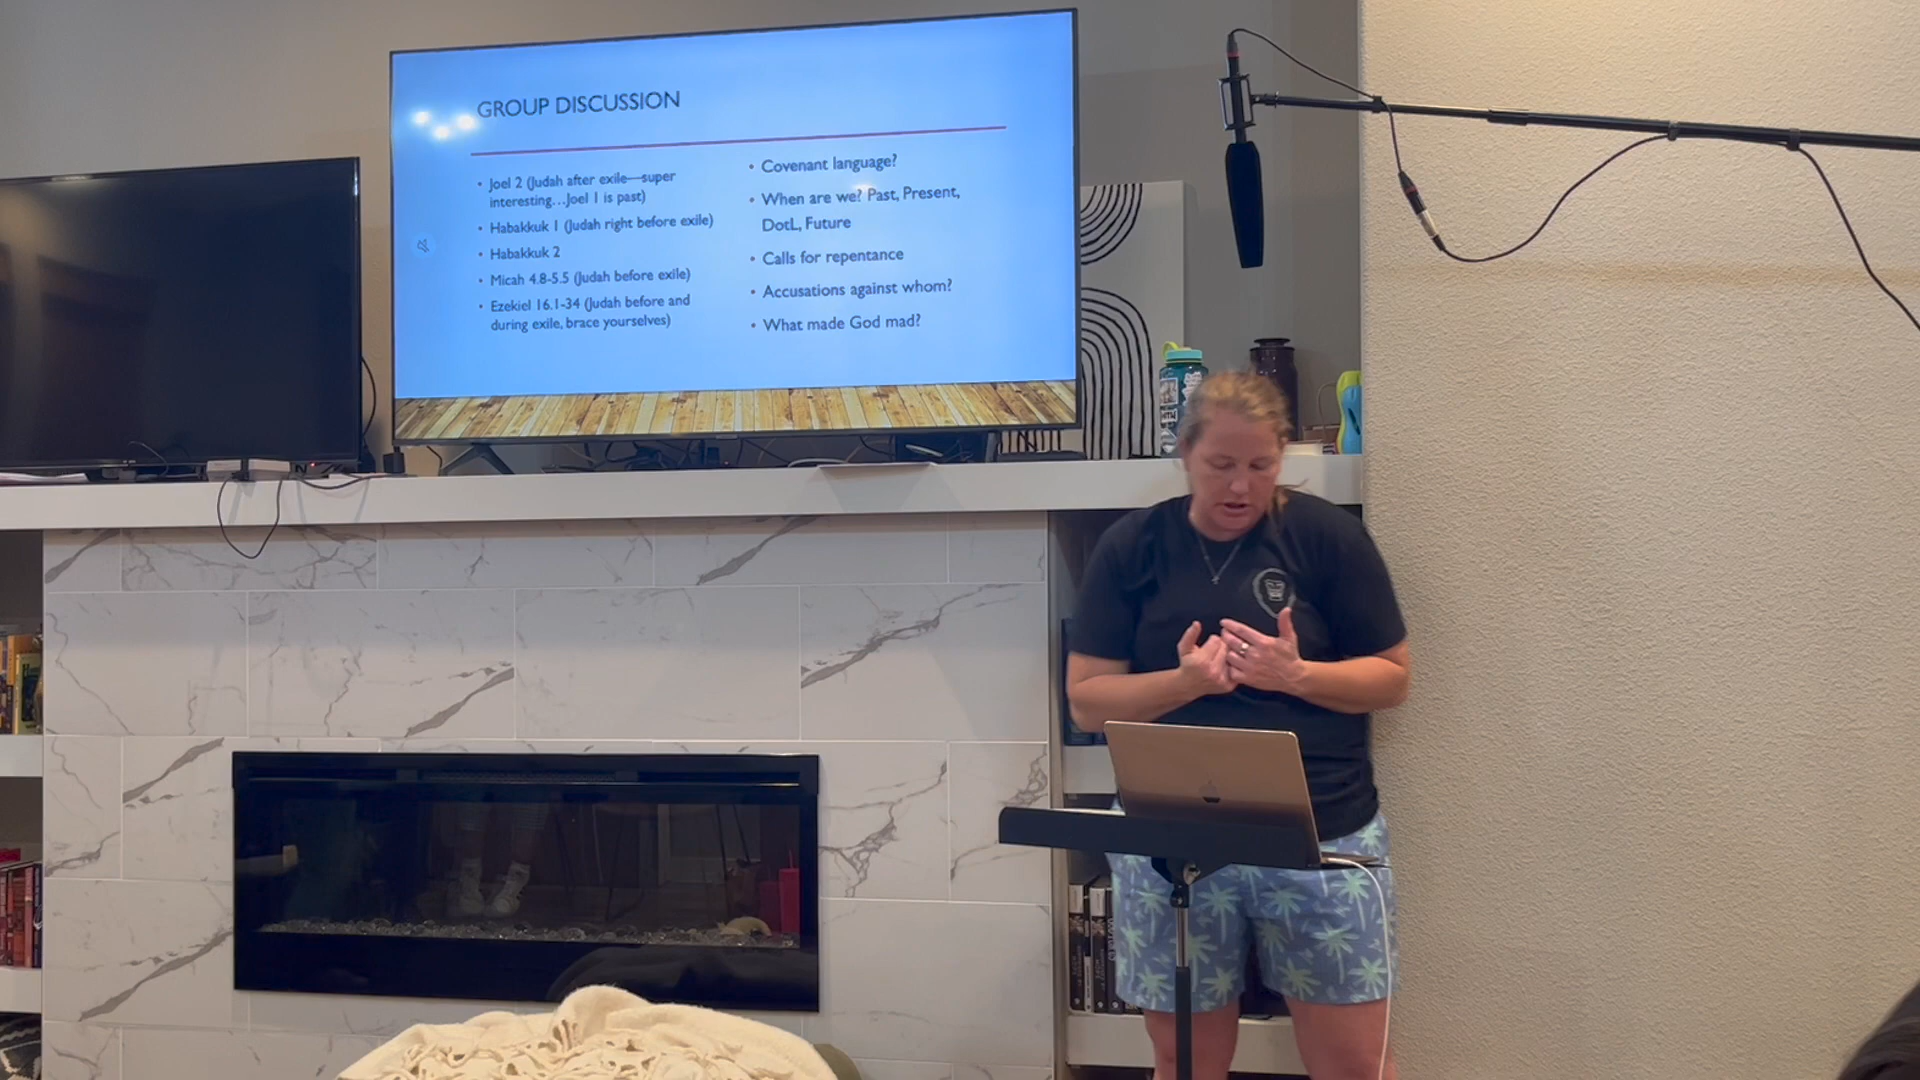 GROUP DISCUSSION
• Joel 2 (Judah after exile—super
interesting...Joel 1 is past)
• Habakkuk 1 (Judah right before exile)
• Habakkuk 2
• Micah 4.8-5.5 (Judah before exile)
• Ezekiel 16.1-34 (Judah before and
during exile, brace yourselves)
• Covenant language?
• When are we? Past, Present,
DotL, Future
• Calls for repentance
• Accusations against whom?
• What made God mad?